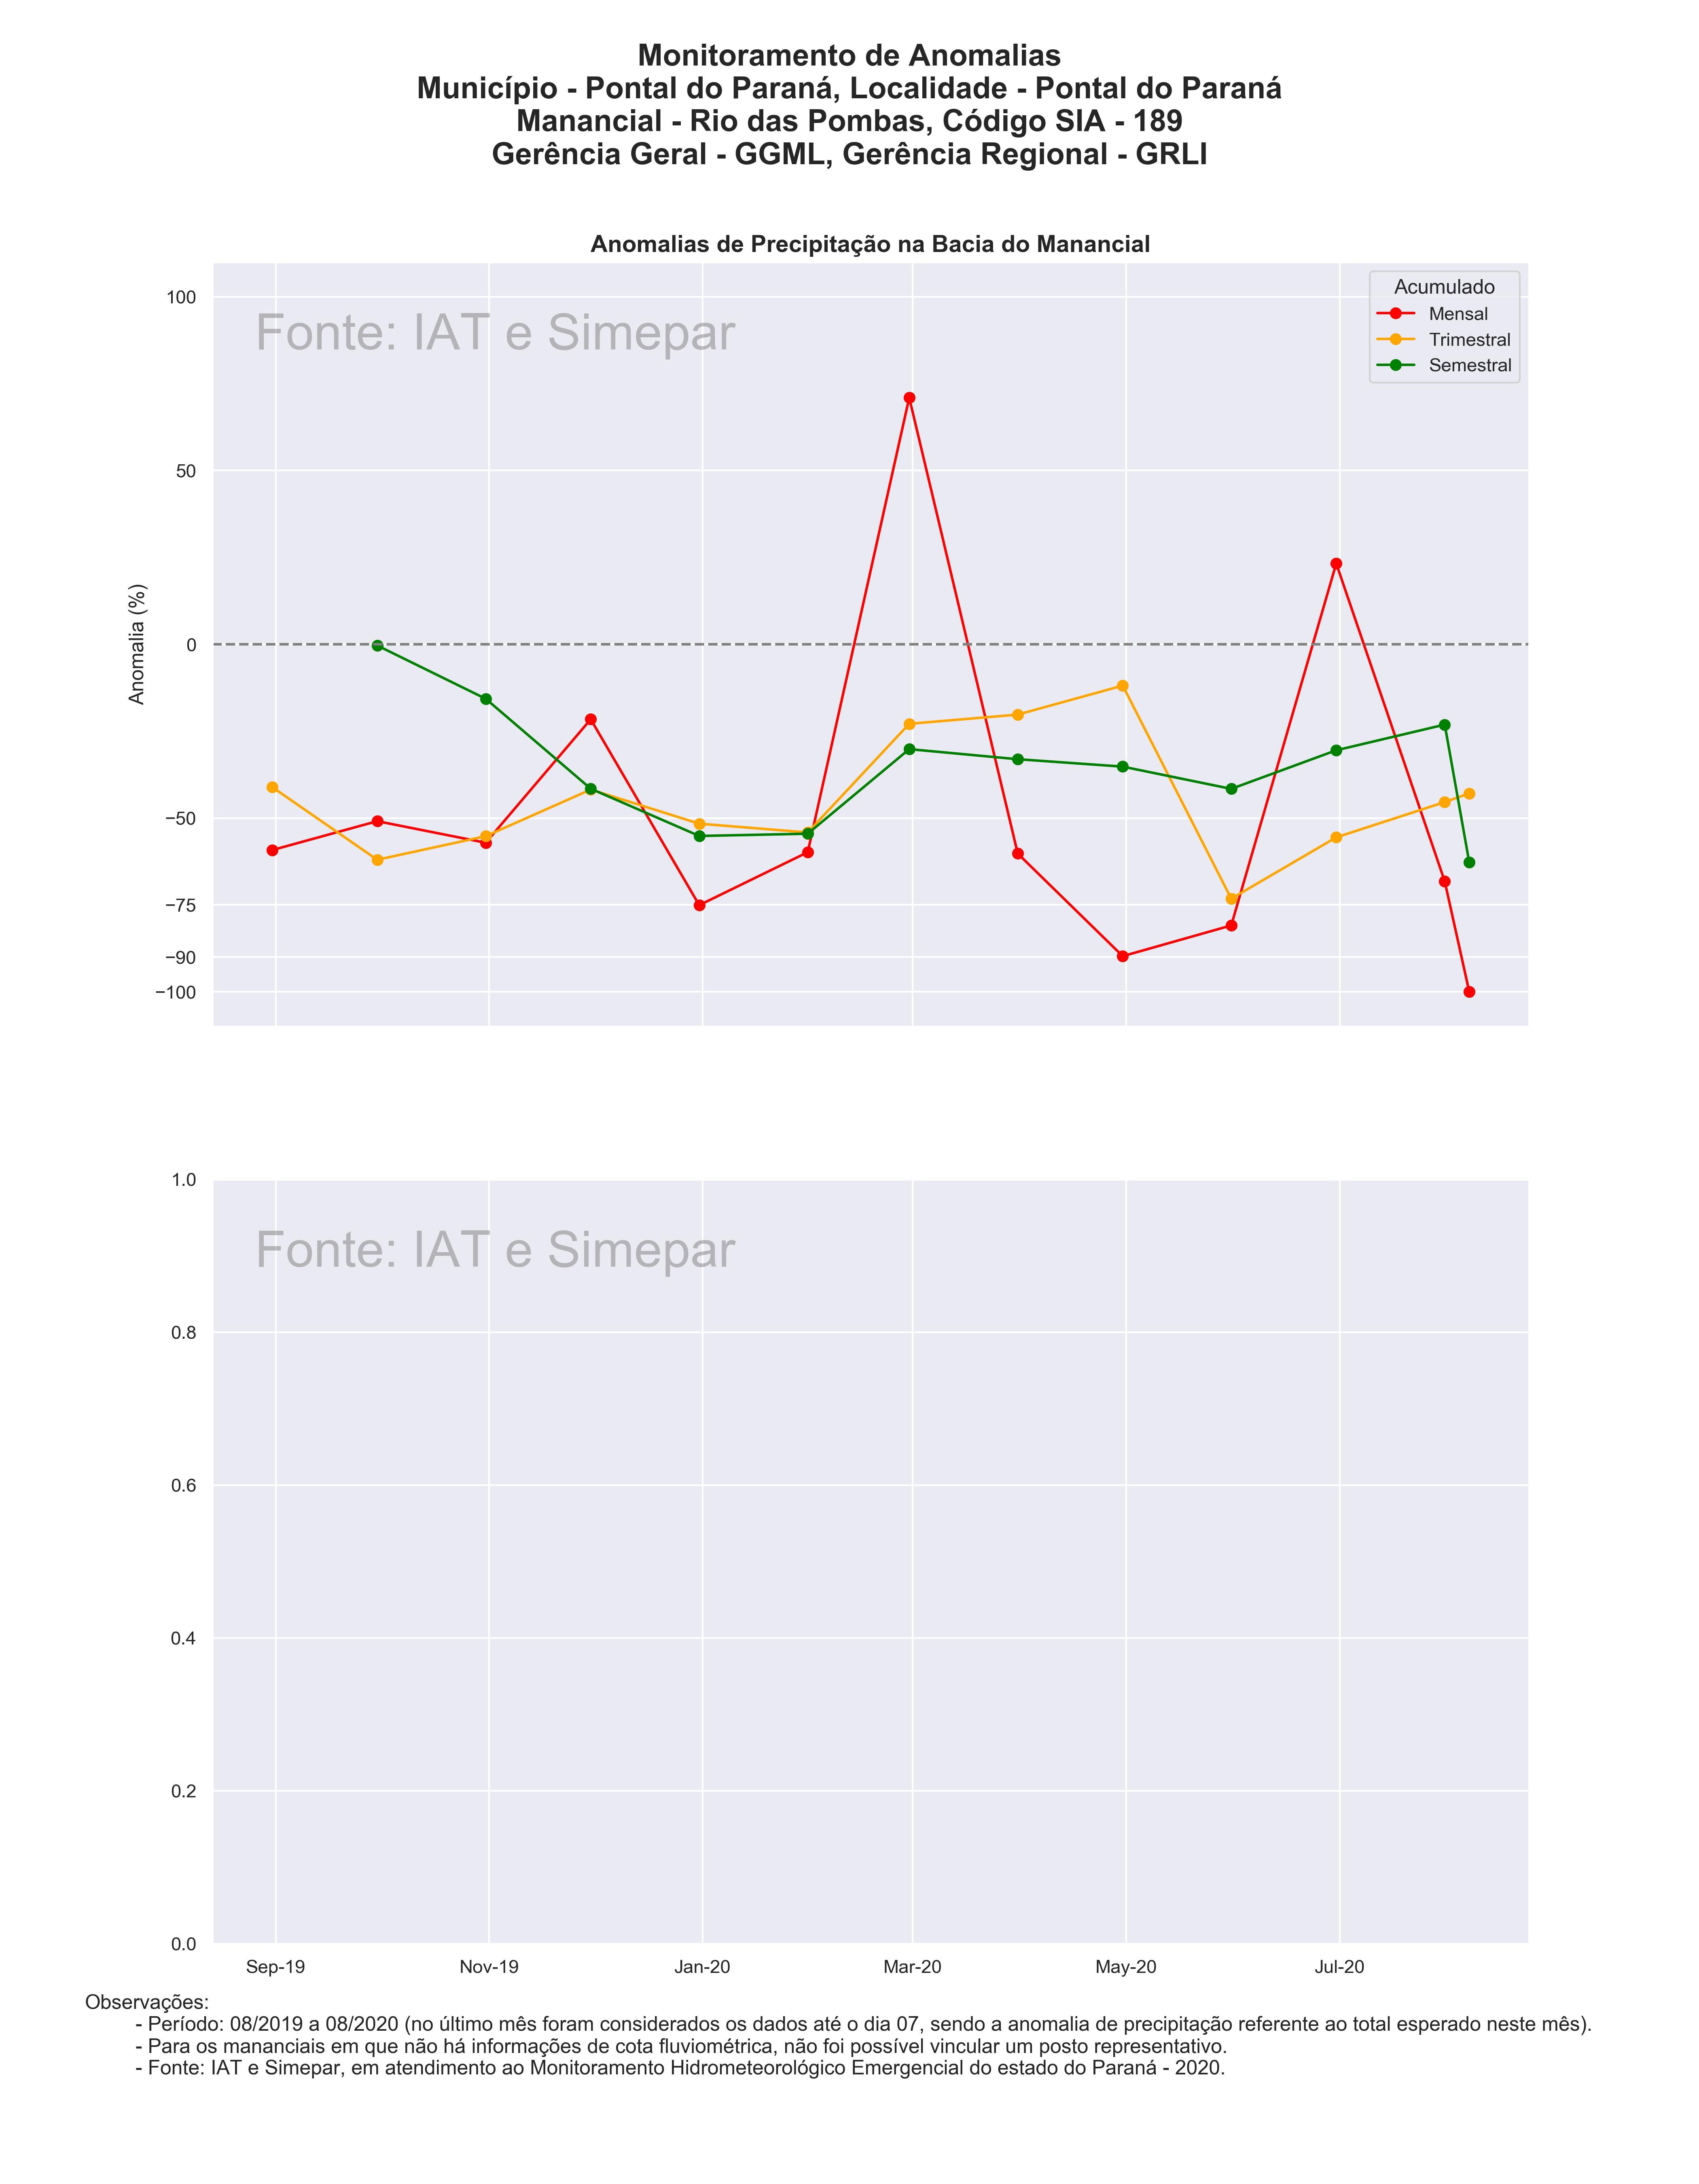 Monitoramento de Anomalias
Município - Pontal do Paraná, Localidade - Pontal do Paraná
Manancial - Rio das Pombas, Código SIA - 189
Gerência Geral - GGML, Gerência Regional - GRLI
Anomalias de Precipitação na Bacia do Manancial
Fonte: IAT e Simepar
Acumulado
Mensal
Trimestral
Semestral
Anomalia (%)
100
50
0
−50
−75
−90
−100
Fonte: IAT e Simepar
1.0
0.8
0.6
0.4
0.2
0.0
Sep-19 Nov-19 Jan-20 Mar-20 May-20 Jul-20
Observações:
- Período: 08/2019 a 08/2020 (no último mês foram considerados os dados até o dia 07, sendo a anomalia de precipitação referente ao total esperado neste mês).
- Para os mananciais em que não há informações de cota fluviométrica, não foi possível vincular um posto representativo.
- Fonte: IAT e Simepar, em atendimento ao Monitoramento Hidrometeorológico Emergencial do estado do Paraná - 2020.